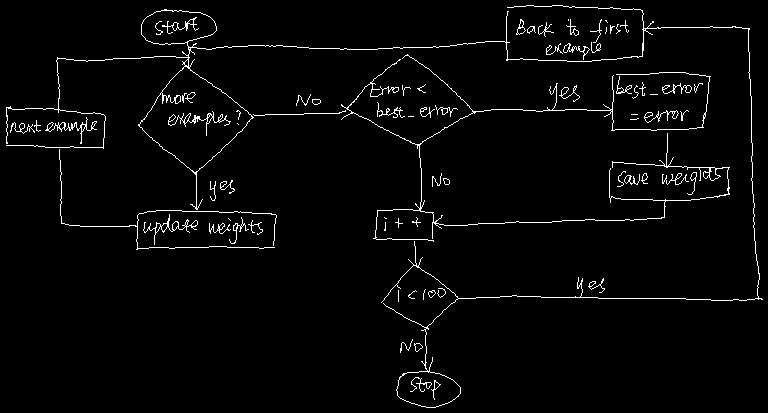 start
Back to first
example
more
examples?
No
Error <
best_error
yes
best_error
= error
next example
yes
No
save weights
update weights
i + +
i < 100
yes
No
stop